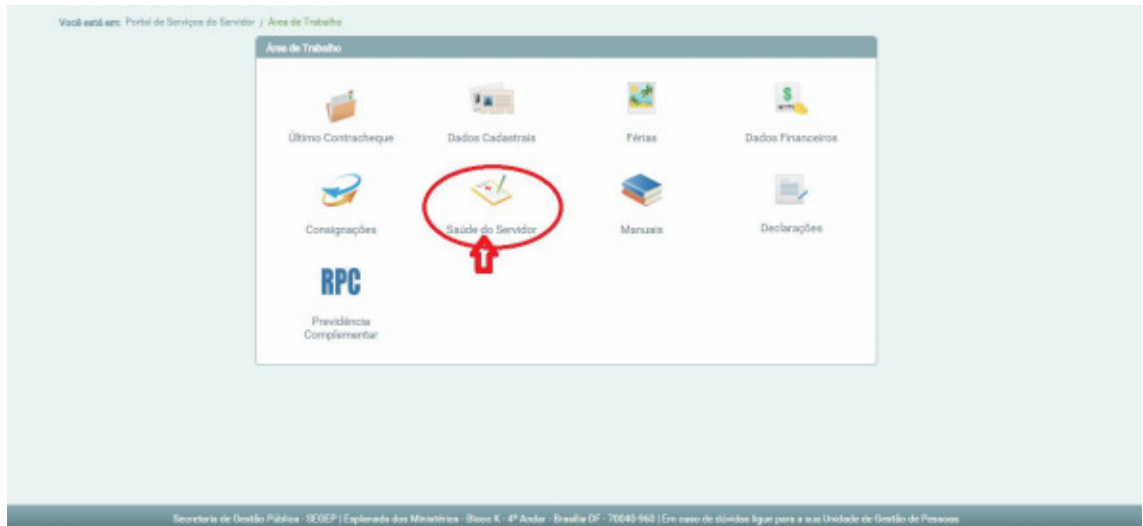 Você está em: Portal de Serviços do Servidor / Área de Trabalho
Área de Trabalho
Último Contracheque
Dados Cadastrais
Férias
Dados Financeiros
Consignações
Saúde do Servidor
Manuais
Declarações
RPC
Previdência
Complementar
Secretaria de Gestão Pública - SEGEP | Esplanada dos Ministérios - Bloco K - 4º Andar - Brasília DF - 70040-960 | Em caso de dúvidas ligue para a sua Unidade de Gestão de Pessoas